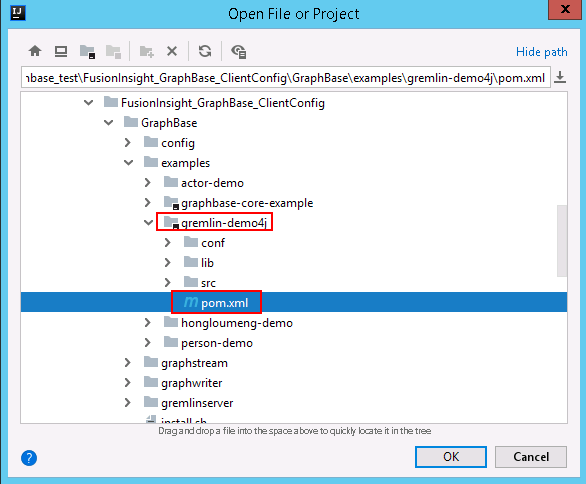 IJ
Open File or Project
X
Hide path
nbase_test\FusionInsight_GraphBase_ClientConfig\GraphBase\examples\gremlin-demo4j\pom.xml
FusionInsight_GraphBase_ClientConfig
GraphBase
config
examples
actor-demo
graphbase-core-example
gremlin-demo4j
conf
lib
src
m pom.xml
hongloumeng-demo
person-demo
graphstream
graphwriter
gremlinserver
install.sh
Drag and drop a file into the space above to quickly locate it in the tree
?
OK
Cancel